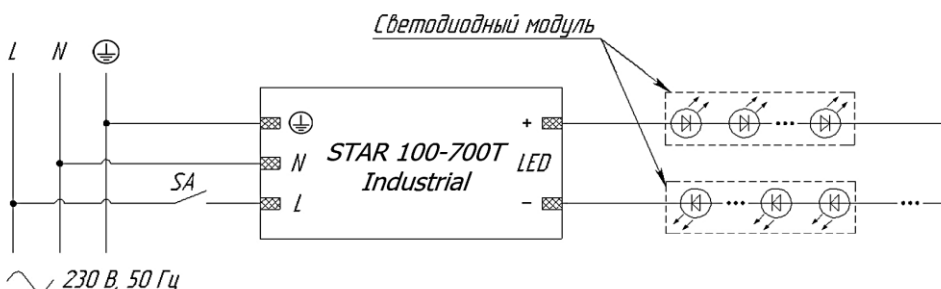 Светодиодный модуль
L N
STAR 100-700T
Industrial
+
N
LED
SA
L
−
230 В, 50 Гц